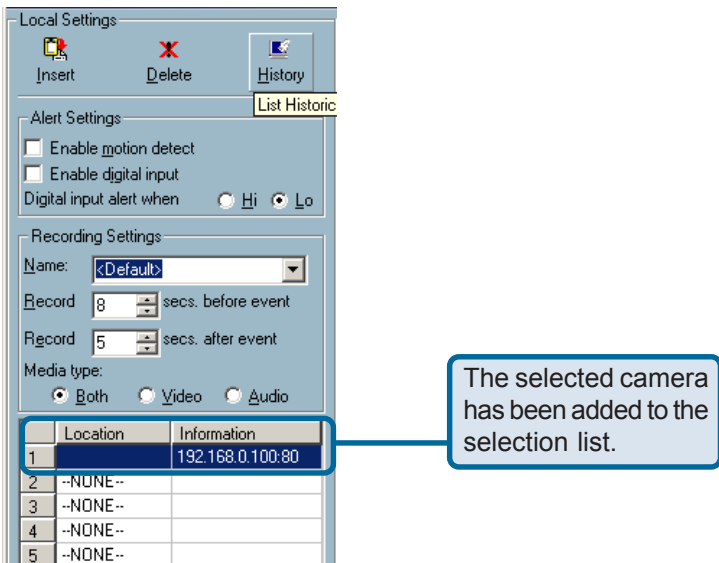 Local Settings
Insert Delete History
List Historic
Alert Settings
Enable motion detect
Enable digital input
Digital input alert when Hi Lo
Recording Settings
Name: <Default>
Record 8 secs. before event
Record 5 secs. after event
Media type:
Both Video Audio
Location Information
1 192.168.0.100:80
2 --NONE--
3 --NONE--
4 --NONE--
5 --NONE--
The selected camera
has been added to the
selection list.